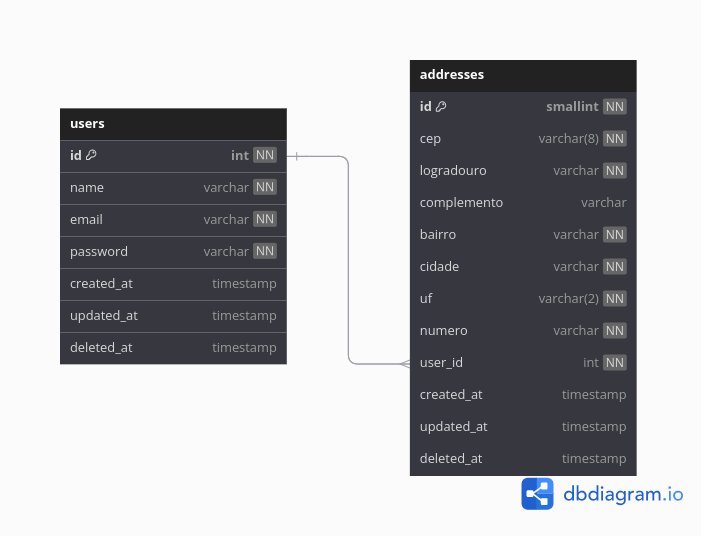 users
id int NN
name varchar NN
email varchar NN
password varchar NN
created_at timestamp
updated_at timestamp
deleted_at timestamp
addresses
id smallint NN
cep varchar(8) NN
logradouro varchar NN
complemento varchar
bairro varchar NN
cidade varchar NN
uf varchar(2) NN
numero varchar NN
user_id int NN
created_at timestamp
updated_at timestamp
deleted_at timestamp
dbdiagram.io